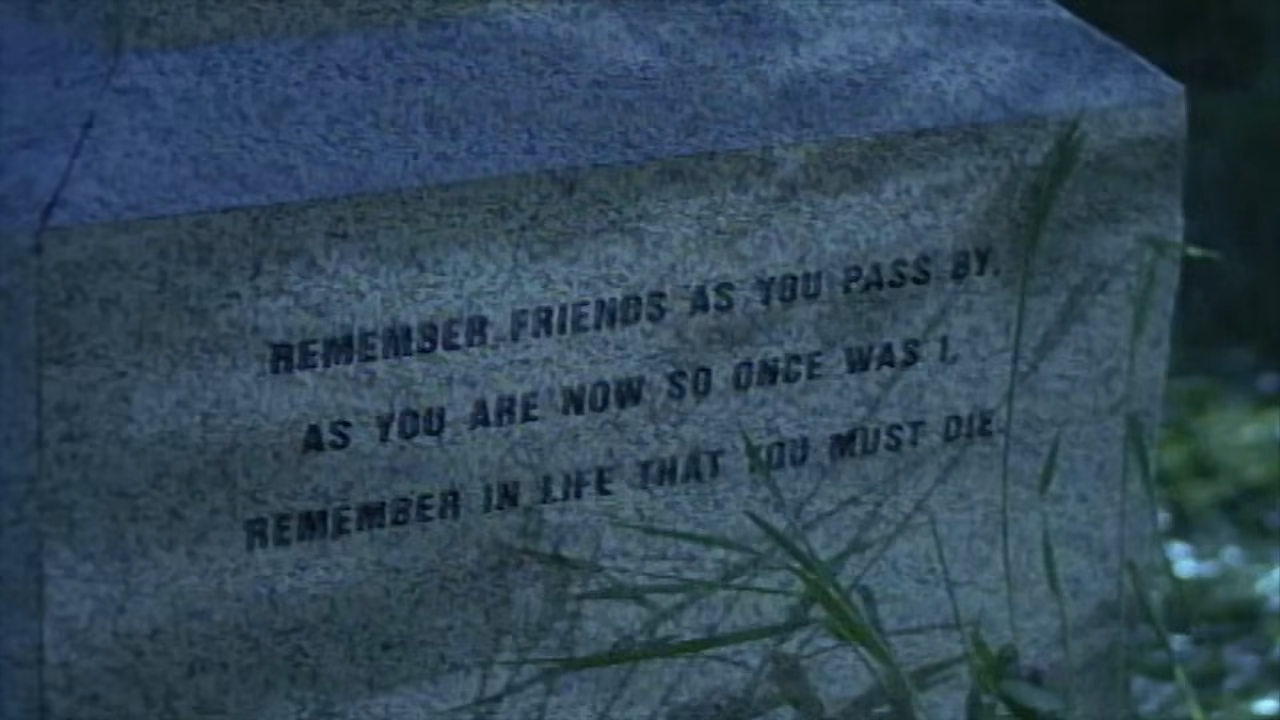 REMEMBER FRIENDS AS YOU PASS BY,
AS YOU ARE NOW SO ONCE WAS I,
REMEMBER IN LIFE THAT YOU MUST DIE.